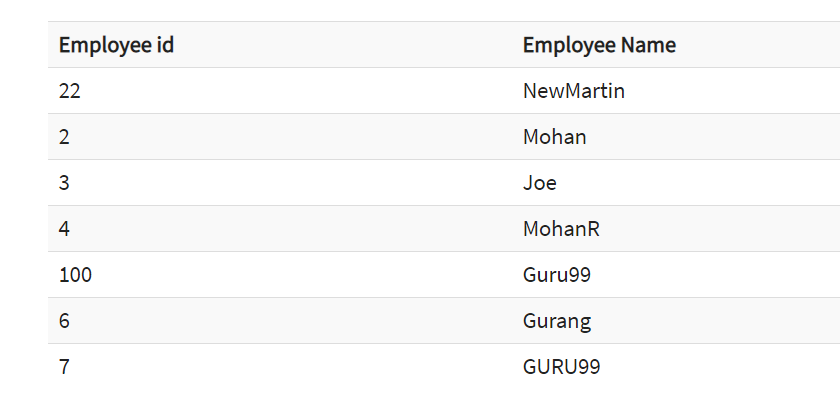 Employee id Employee Name
22 NewMartin
2 Mohan
3 Joe
4 MohanR
100 Guru99
6 Gurang
7 GURU99